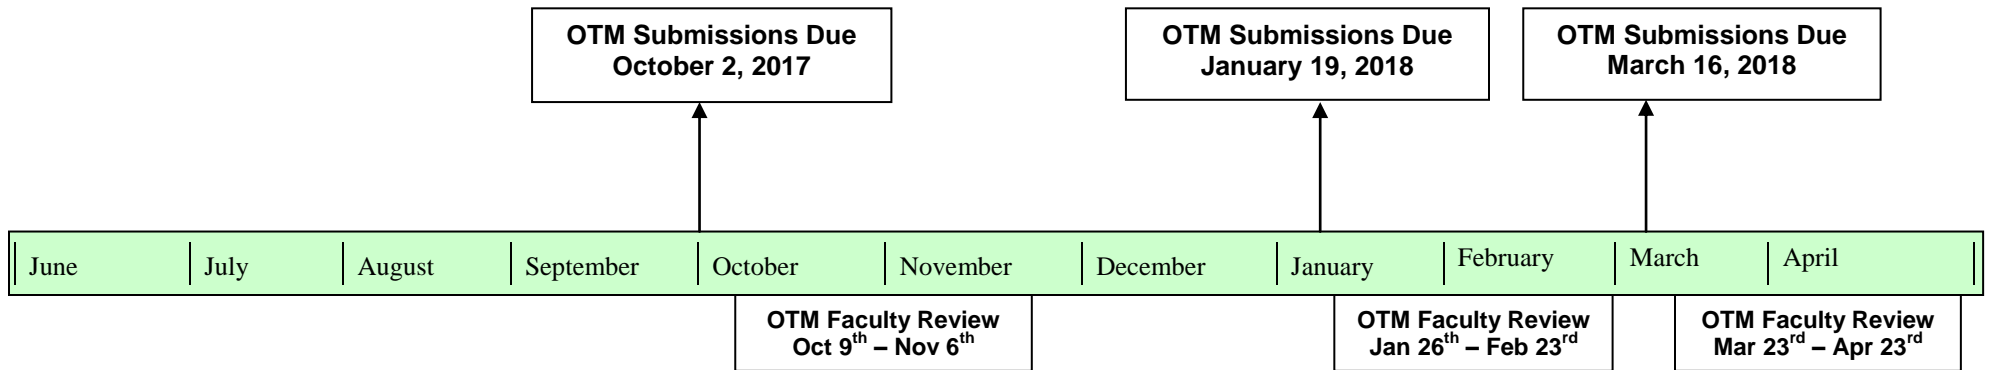 OTM Submissions Due
October 2, 2017
OTM Submissions Due
January 19, 2018
OTM Submissions Due
March 16, 2018
June
July
August
September
October
November
December
January
February
March
April
OTM Faculty Review
Oct 9th – Nov 6th
OTM Faculty Review
Jan 26th – Feb 23rd
OTM Faculty Review
Mar 23rd – Apr 23rd